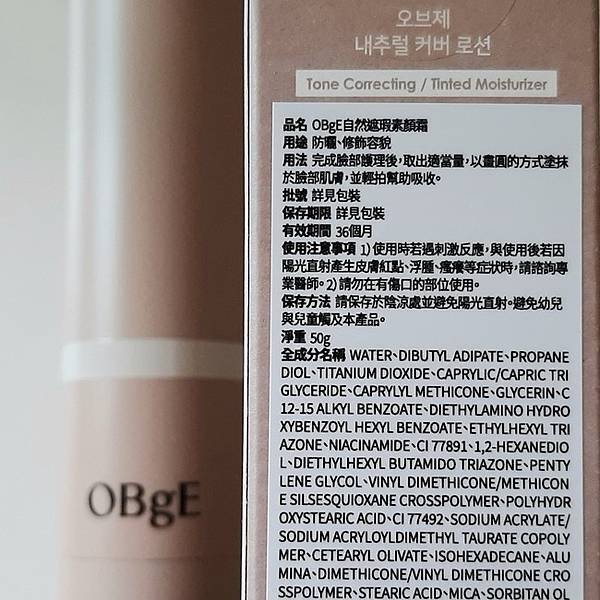 오브제
내추럴 커버 로션
Tone Correcting / Tinted Moisturizer
品名 OBgE自然遮瑕素顏霜
用途 防曬、修飾容貌
用法 完成臉部護理後,取出適當量,以畫圓的方式塗抹
於臉部肌膚,並輕拍幫助吸收。
批號 詳見包裝
保存期限 詳見包裝
有效期間 36個月
使用注意事項 1) 使用時若遇刺激反應,與使用後若因
陽光直射產生皮膚紅點、浮腫、瘙癢等症狀時,請諮詢專
業醫師。2) 請勿在有傷口的部位使用。
保存方法 請保存於陰涼處並避免陽光直射。避免幼兒
與兒童觸及本產品。
淨重 50g
全成分名稱 WATER、DIBUTYL ADIPATE、PROPANE
DIOL、TITANIUM DIOXIDE、CAPRYLIC/CAPRIC TRI
GLYCERIDE、CAPRYLYL METHICONE、GLYCERIN、C
12-15 ALKYL BENZOATE、DIETHYLAMINO HYDRO
XYBENZOYL HEXYL BENZOATE、ETHYLHEXYL TRI
AZONE、NIACINAMIDE、CI 77891、1,2-HEXANEDIO
L、DIETHYLHEXYL BUTAMIDO TRIAZONE、PENTY
LENE GLYCOL、VINYL DIMETHICONE/METHICON
E SILSESQUIOXANE CROSSPOLYMER、POLYHYDR
OXYSTEARIC ACID、CI 77492、SODIUM ACRYLATE/
SODIUM ACRYLOYLDIMETHYL TAURATE COPOLY
MER、CETEARYL OLIVATE、ISOHEXADECANE、ALU
MINA、DIMETHICONE/VINYL DIMETHICONE CRO
SSPOLYMER、STEARIC ACID、MICA、SORBITAN OL
OBgE